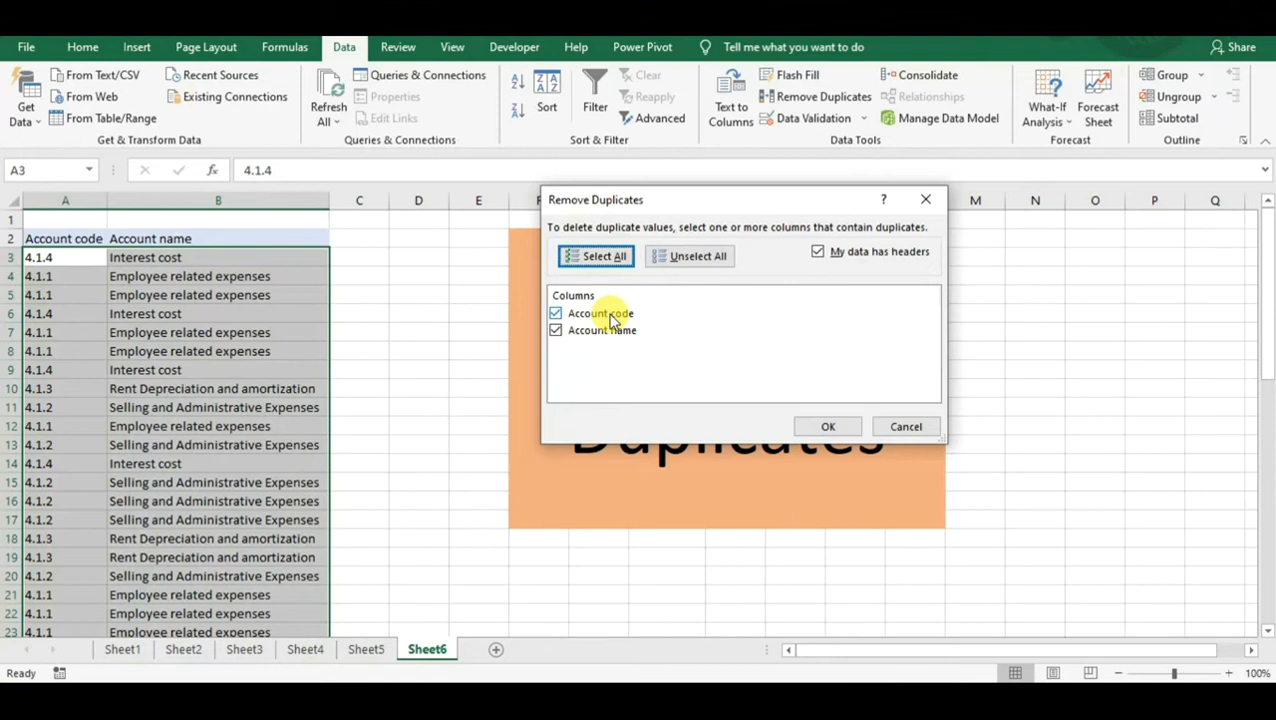 File Home Insert Page Layout Formulas Data Review View Developer Help Power Pivot Tell me what you want to do Share
Get Data From Text/CSV Recent Sources
From Web Existing Connections
From Table/Range
Get & Transform Data
Refresh All Queries & Connections
Properties
Edit Links
Queries & Connections
Sort Filter Clear
Reapply
Advanced
Sort & Filter
Text to Columns Flash Fill Consolidate
Remove Duplicates Relationships
Data Validation Manage Data Model
Data Tools
What-If Analysis Forecast Sheet
Forecast
Group
Ungroup
Subtotal
Outline
A3 fx 4.1.4
A B C D E M N O P Q
1
2 Account code Account name
3 4.1.4 Interest cost
4 4.1.1 Employee related expenses
5 4.1.1 Employee related expenses
6 4.1.4 Interest cost
7 4.1.1 Employee related expenses
8 4.1.1 Employee related expenses
9 4.1.4 Interest cost
10 4.1.3 Rent Depreciation and amortization
11 4.1.2 Selling and Administrative Expenses
12 4.1.1 Employee related expenses
13 4.1.2 Selling and Administrative Expenses
14 4.1.4 Interest cost
15 4.1.2 Selling and Administrative Expenses
16 4.1.2 Selling and Administrative Expenses
17 4.1.2 Selling and Administrative Expenses
18 4.1.3 Rent Depreciation and amortization
19 4.1.3 Rent Depreciation and amortization
20 4.1.2 Selling and Administrative Expenses
21 4.1.1 Employee related expenses
22 4.1.1 Employee related expenses
23 4.1.1 Employee related expenses
Remove Duplicates ?
To delete duplicate values, select one or more columns that contain duplicates.
Select All Unselect All My data has headers
Columns
Account code
Account name
OK Cancel
Duplicates
Sheet1 Sheet2 Sheet3 Sheet4 Sheet5 Sheet6
Ready 100%